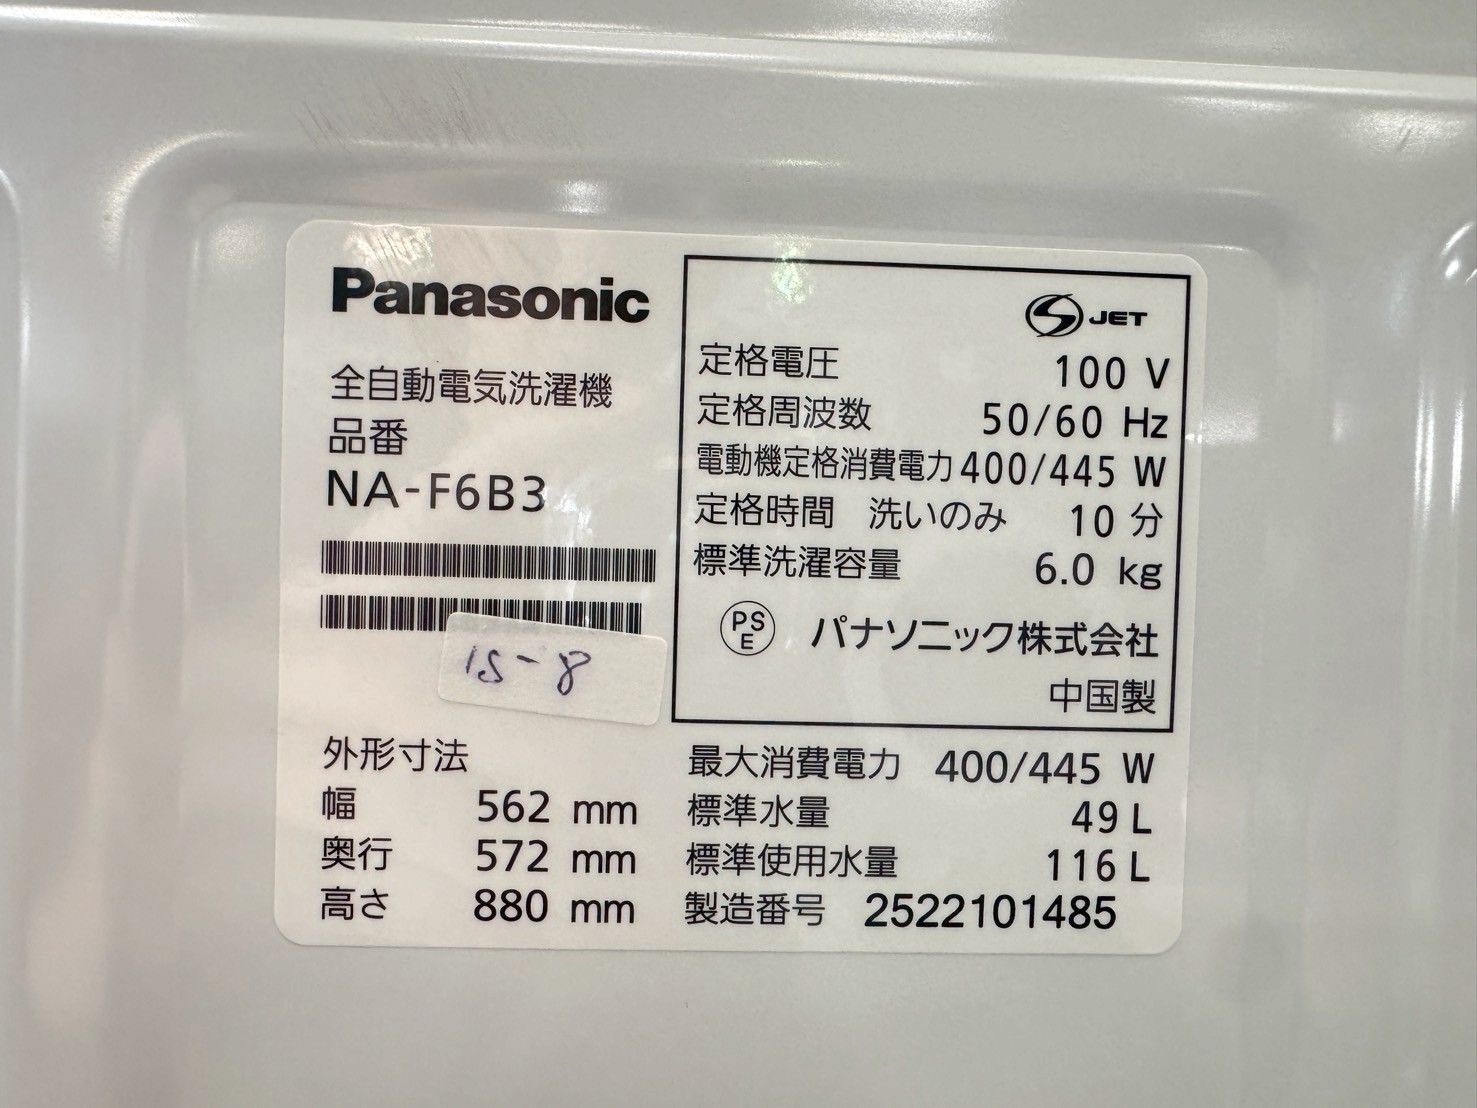 Panasonic
全自動電気洗濯機
品番
NA-F6B3
15-8
外形寸法
幅 562 mm
奥行 572 mm
高さ 880 mm
S JET
定格電圧 100 V
定格周波数 50/60 Hz
電動機定格消費電力 400/445 W
定格時間 洗いのみ 10 分
標準洗濯容量 6.0 kg
PS E パナソニック株式会社
中国製
最大消費電力 400/445 W
標準水量 49 L
標準使用水量 116 L
製造番号 2522101485